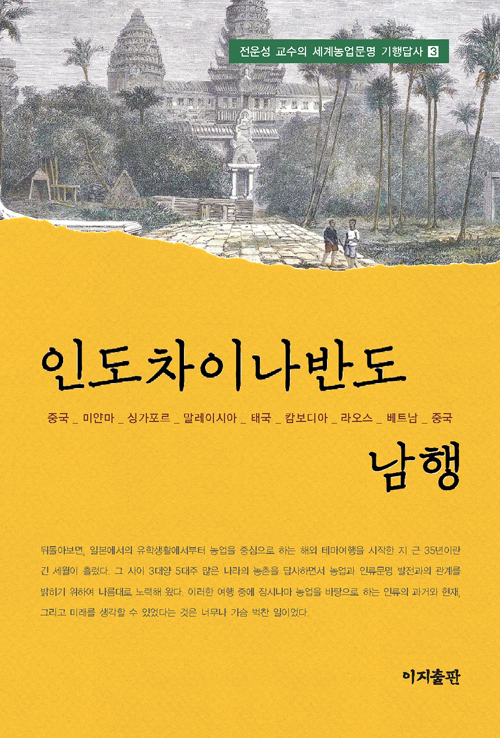 전운성 교수의 세계농업문명 기행답사 3
인도차이나반도
중국 _ 미얀마 _ 싱가포르 _ 말레이시아 _ 태국 _ 캄보디아 _ 라오스 _ 베트남 _ 중국
남행
뒤돌아보면, 일본에서의 유학생활에서부터 농업을 중심으로 하는 해외 테마여행을 시작한 지 근 35년이란
긴 세월이 흘렀다. 그 사이 3대양 5대주 많은 나라의 농촌을 답사하면서 농업과 인류문명 발전과의 관계를
밝히기 위하여 나름대로 노력해 왔다. 이러한 여행 중에 잠시나마 농업을 바탕으로 하는 인류의 과거와 현재,
그리고 미래를 생각할 수 있었다는 것은 너무나 가슴 벅찬 일이었다.
이지출판